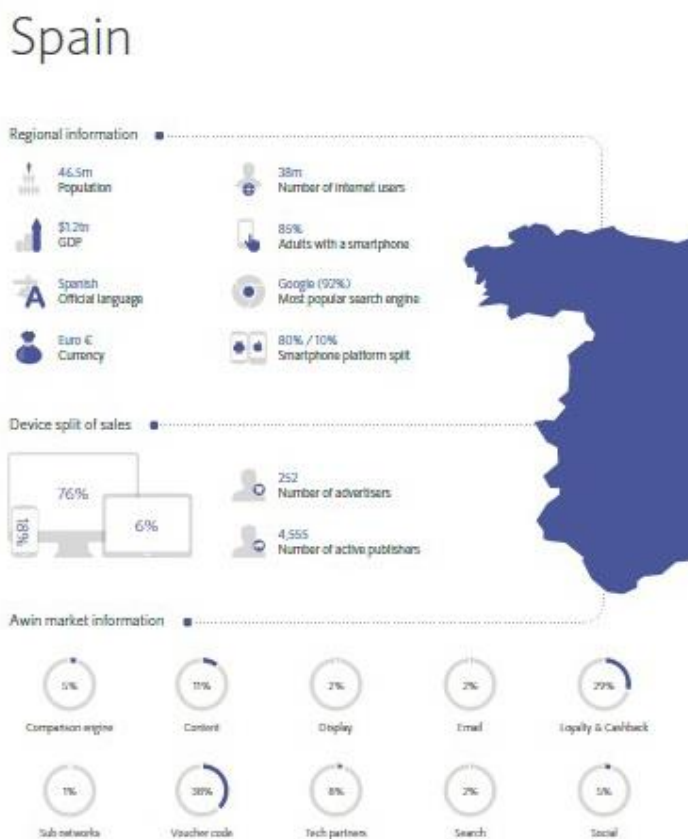 Spain
Regional information
46.5m
Population
38m
Number of internet users
$1.2tn
GDP
85%
Adults with a smartphone
Spanish
Official language
Google (92%)
Most popular search engine
Euro €
Currency
80% / 10%
Smartphone platform split
Device split of sales
76%
6%
18%
252
Number of advertisers
4,555
Number of active publishers
Awin market information
5%
11%
2%
2%
29%
Comparison engine
Content
Display
Email
Loyalty & Cashback
1%
38%
8%
2%
5%
Sub networks
Voucher code
Tech partners
Search
Social